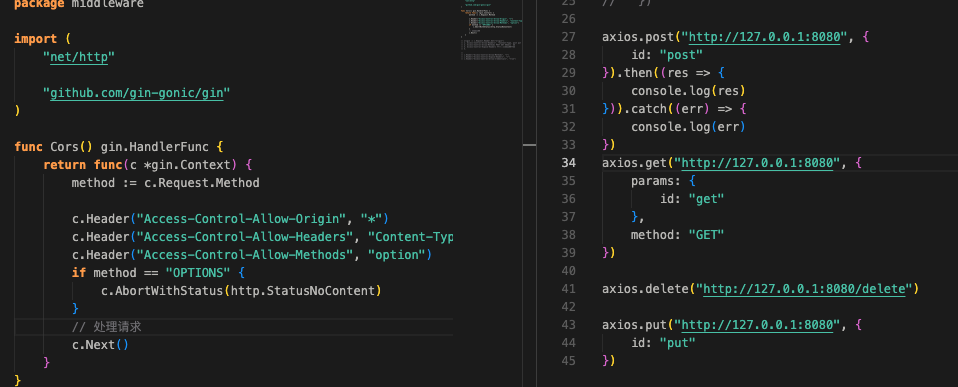 package middleware
import (
"net/http"
"github.com/gin-gonic/gin"
)
func Cors() gin.HandlerFunc {
return func(c *gin.Context) {
method := c.Request.Method
c.Header("Access-Control-Allow-Origin", "*")
c.Header("Access-Control-Allow-Headers", "Content-Typ
c.Header("Access-Control-Allow-Methods", "option")
if method == "OPTIONS" {
c.AbortWithStatus(http.StatusNoContent)
}
// 处理请求
c.Next()
}
}
25 // })
26
27 axios.post("http://127.0.0.1:8080", {
28 id: "post"
29 }).then((res => {
30 console.log(res)
31 })).catch((err) => {
32 console.log(err)
33 })
34 axios.get("http://127.0.0.1:8080", {
35 params: {
36 id: "get"
37 },
38 method: "GET"
39 })
40
41 axios.delete("http://127.0.0.1:8080/delete")
42
43 axios.put("http://127.0.0.1:8080", {
44 id: "put"
45 })